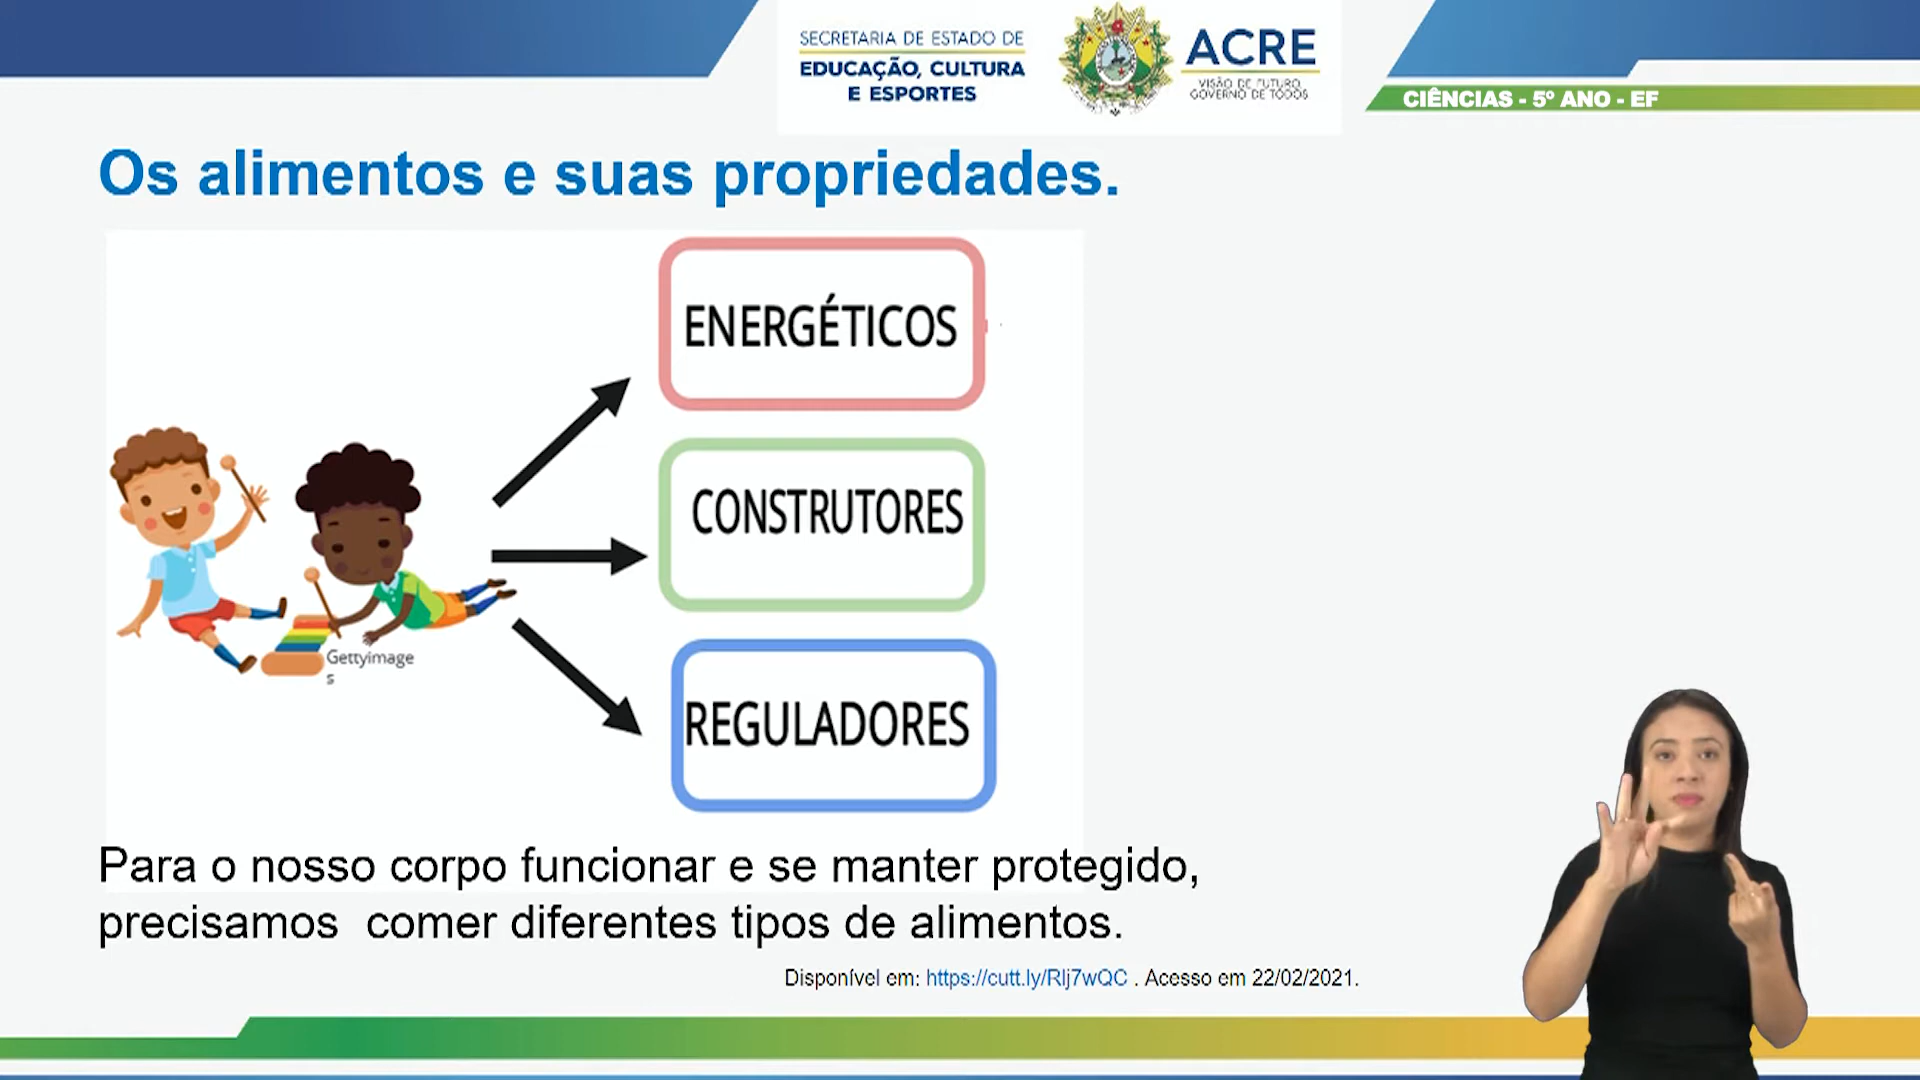 SECRETARIA DE ESTADO DE
EDUCAÇÃO, CULTURA
E ESPORTES
ACRE
VISÃO DE FUTURO
GOVERNO DE TODOS
CIÊNCIAS - 5º ANO - EF
Os alimentos e suas propriedades.
ENERGÉTICOS
CONSTRUTORES
REGULADORES
Gettyimage
s
Para o nosso corpo funcionar e se manter protegido,
precisamos comer diferentes tipos de alimentos.
Disponível em: https://cutt.ly/Rlj7wQC . Acesso em 22/02/2021.